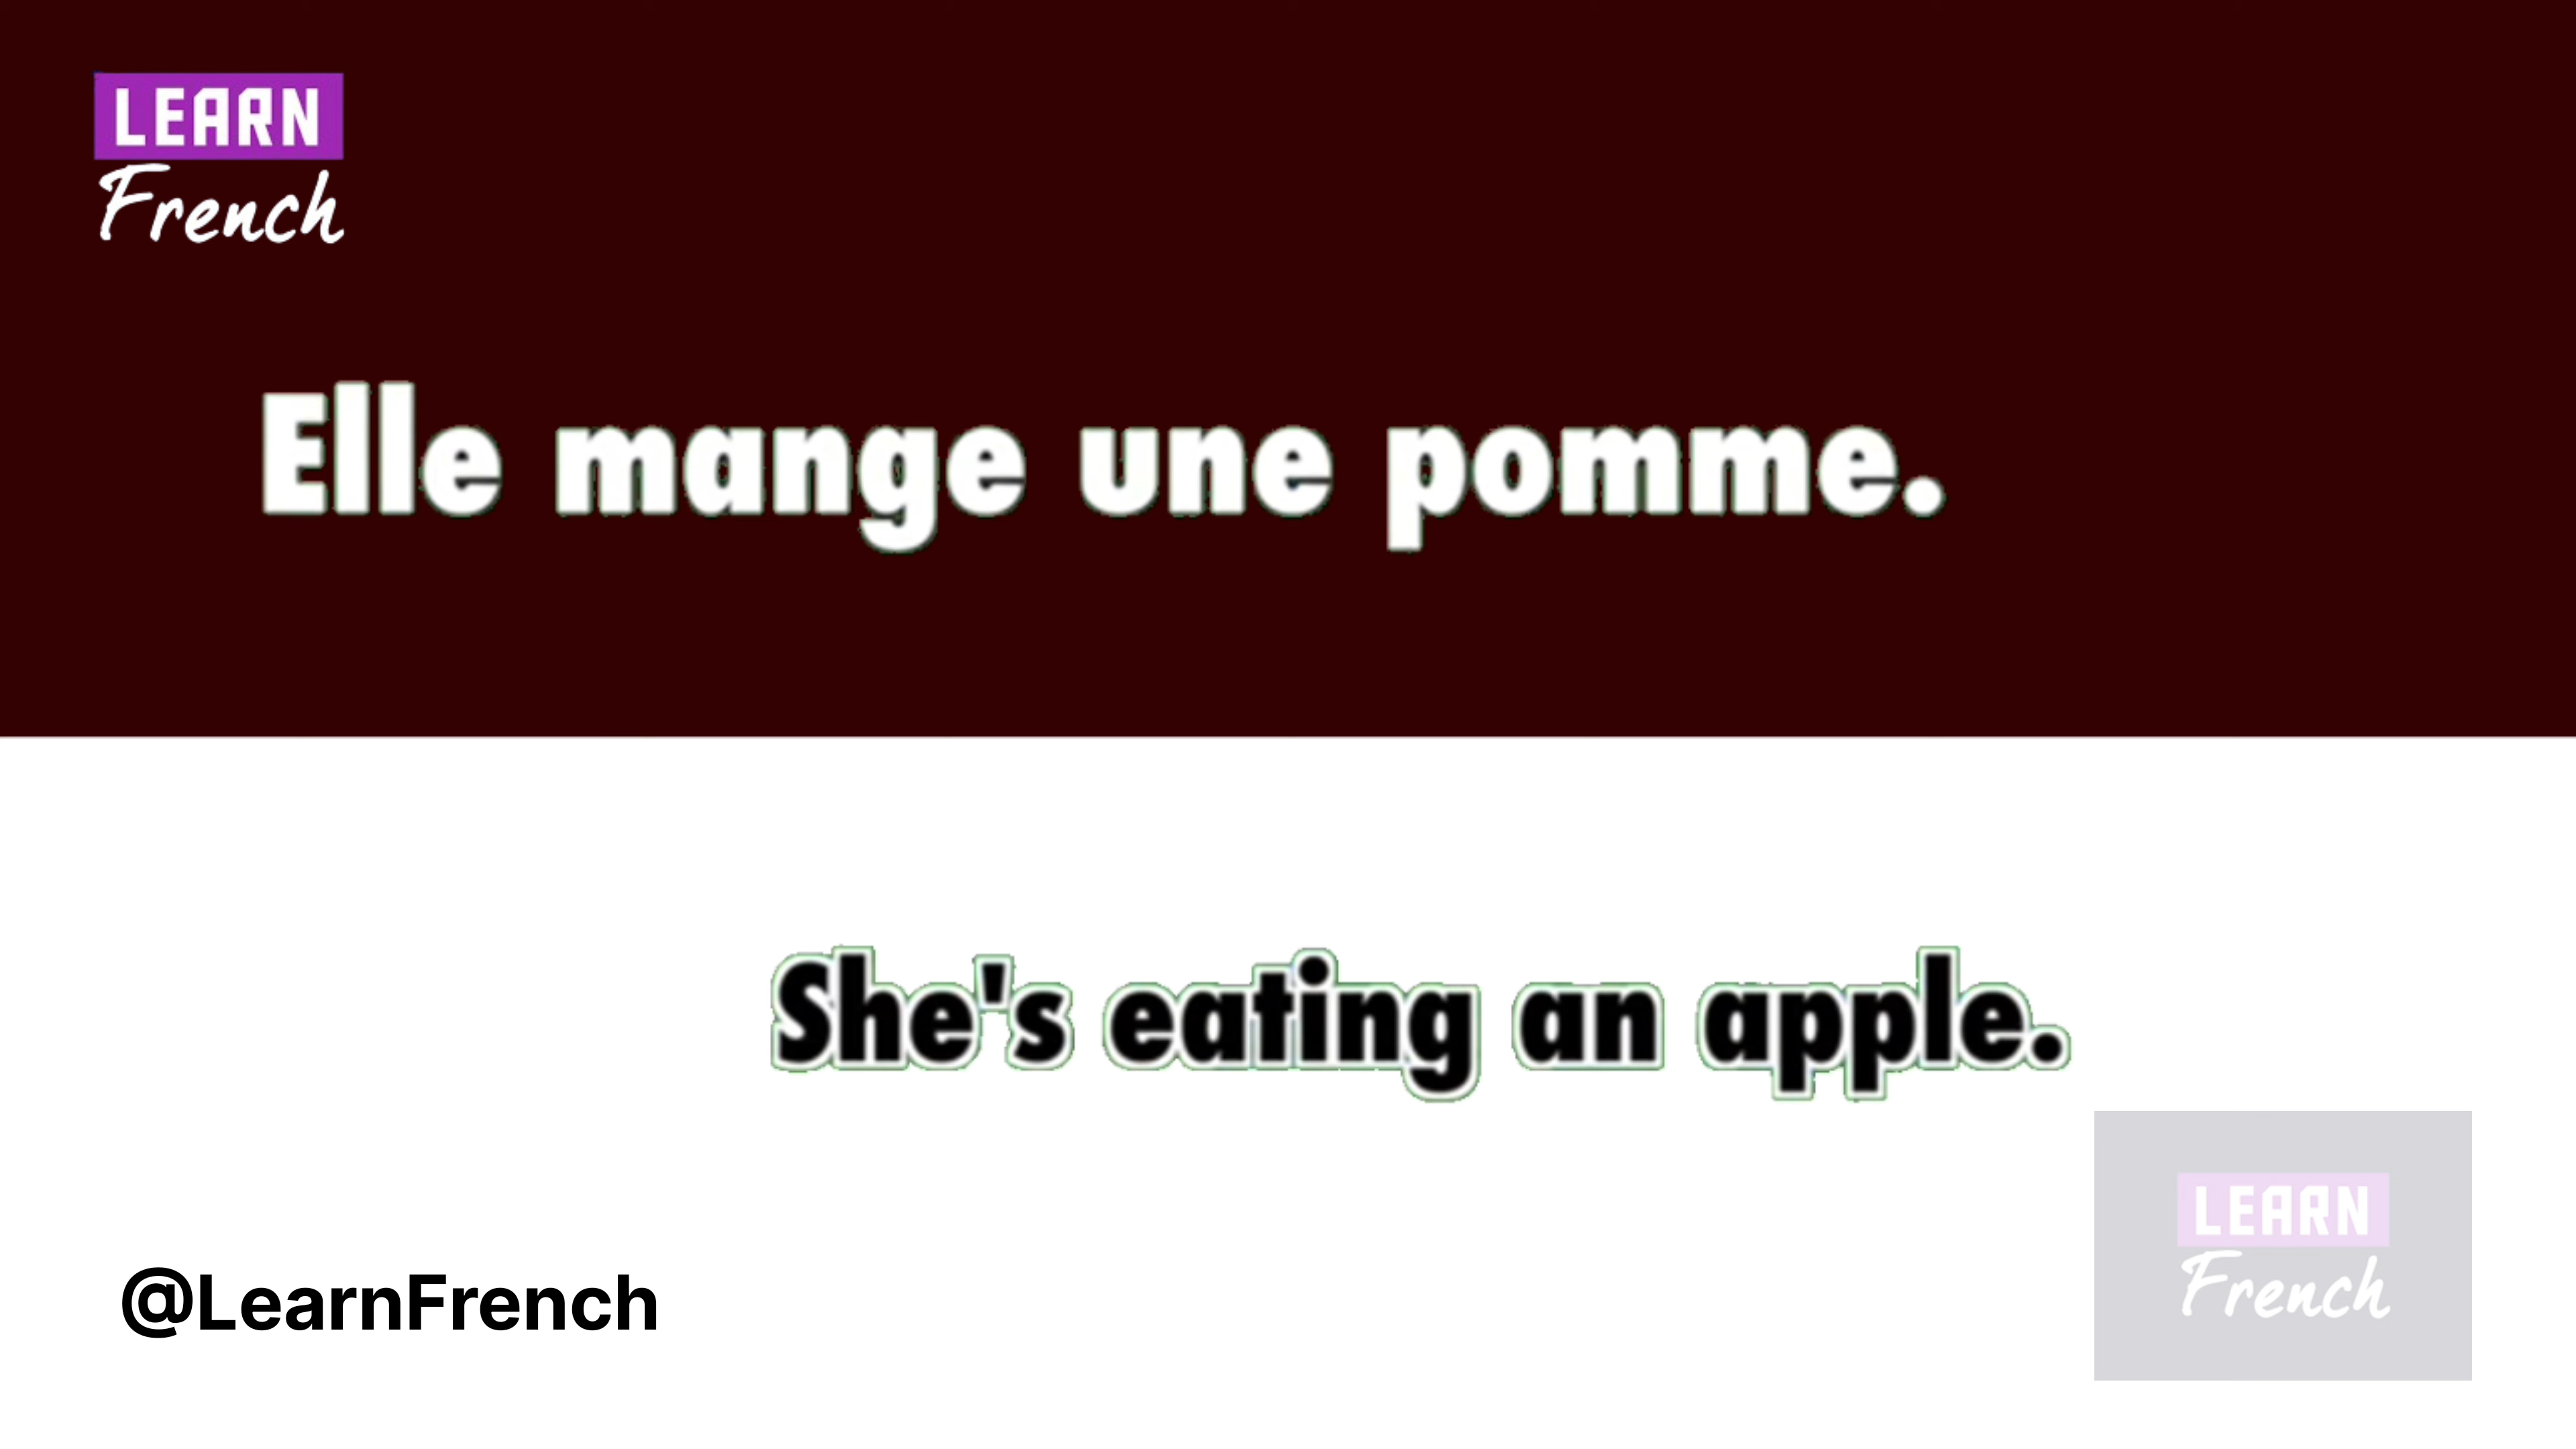 LEARN
French
Elle mange une pomme.
She's eating an apple.
LEARN
French
@LearnFrench